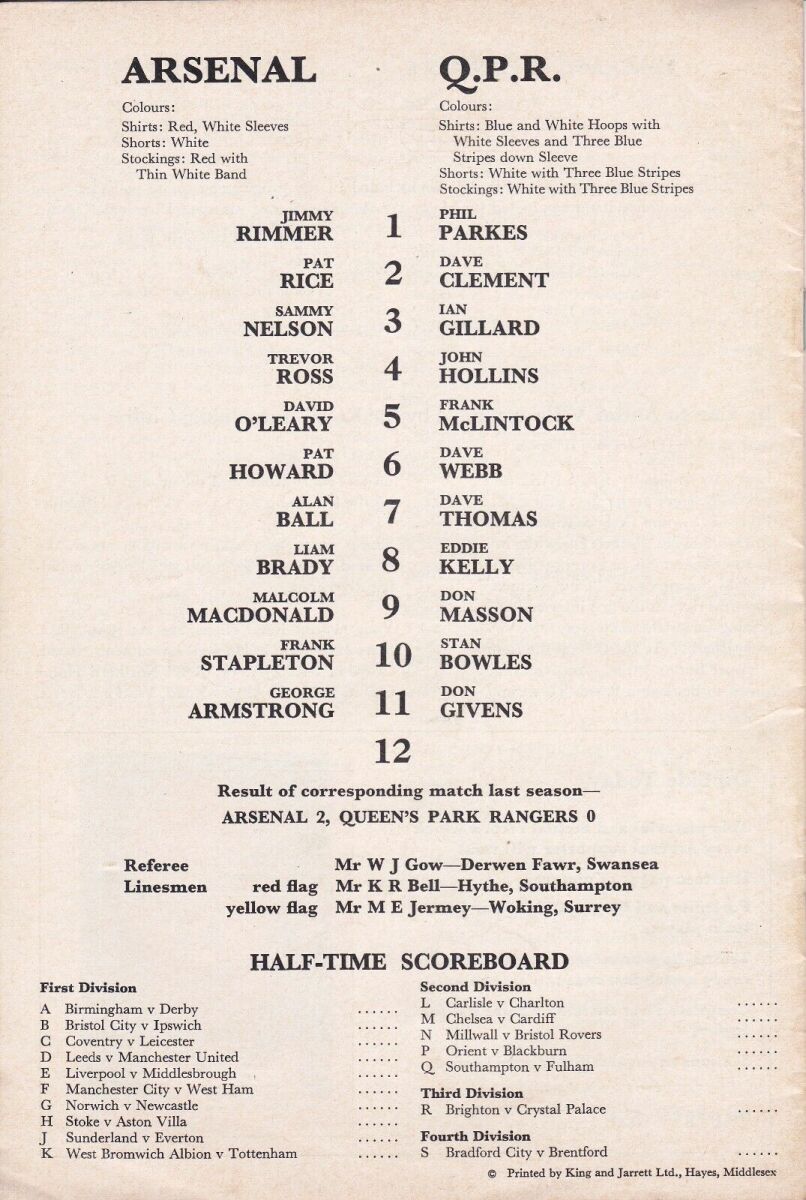 ARSENAL
Colours:
Shirts: Red, White Sleeves
Shorts: White
Stockings: Red with
Thin White Band
Q.P.R.
Colours:
Shirts: Blue and White Hoops with
White Sleeves and Three Blue
Stripes down Sleeve
Shorts: White with Three Blue Stripes
Stockings: White with Three Blue Stripes
JIMMY PHIL
RIMMER 1 PARKES
PAT DAVE
RICE 2 CLEMENT
SAMMY IAN
NELSON 3 GILLARD
TREVOR JOHN
ROSS 4 HOLLINS
DAVID FRANK
O'LEARY 5 McLINTOCK
PAT DAVE
HOWARD 6 WEBB
ALAN DAVE
BALL 7 THOMAS
LIAM EDDIE
BRADY 8 KELLY
MALCOLM DON
MACDONALD 9 MASSON
FRANK STAN
STAPLETON 10 BOWLES
GEORGE DON
ARMSTRONG 11 GIVENS
12
Result of corresponding match last season—
ARSENAL 2, QUEEN'S PARK RANGERS 0
Referee Mr W J Gow—Derwen Fawr, Swansea
Linesmen red flag Mr K R Bell—Hythe, Southampton
yellow flag Mr M E Jermey—Woking, Surrey
HALF-TIME SCOREBOARD
First Division
A Birmingham v Derby ......
B Bristol City v Ipswich ......
C Coventry v Leicester ......
D Leeds v Manchester United ......
E Liverpool v Middlesbrough ......
F Manchester City v West Ham ......
G Norwich v Newcastle ......
H Stoke v Aston Villa ......
J Sunderland v Everton ......
K West Bromwich Albion v Tottenham ......
Second Division
L Carlisle v Charlton ......
M Chelsea v Cardiff ......
N Millwall v Bristol Rovers ......
P Orient v Blackburn ......
Q Southampton v Fulham ......
Third Division
R Brighton v Crystal Palace ......
Fourth Division
S Bradford City v Brentford ......
© Printed by King and Jarrett Ltd., Hayes, Middlesex